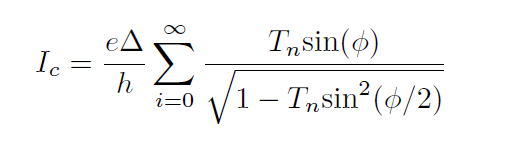 I_c = \frac{e\Delta}{h} \sum_{i=0}^{\infty} \frac{T_n \sin(\phi)}{\sqrt{1 - T_n \sin^2(\phi/2)}}